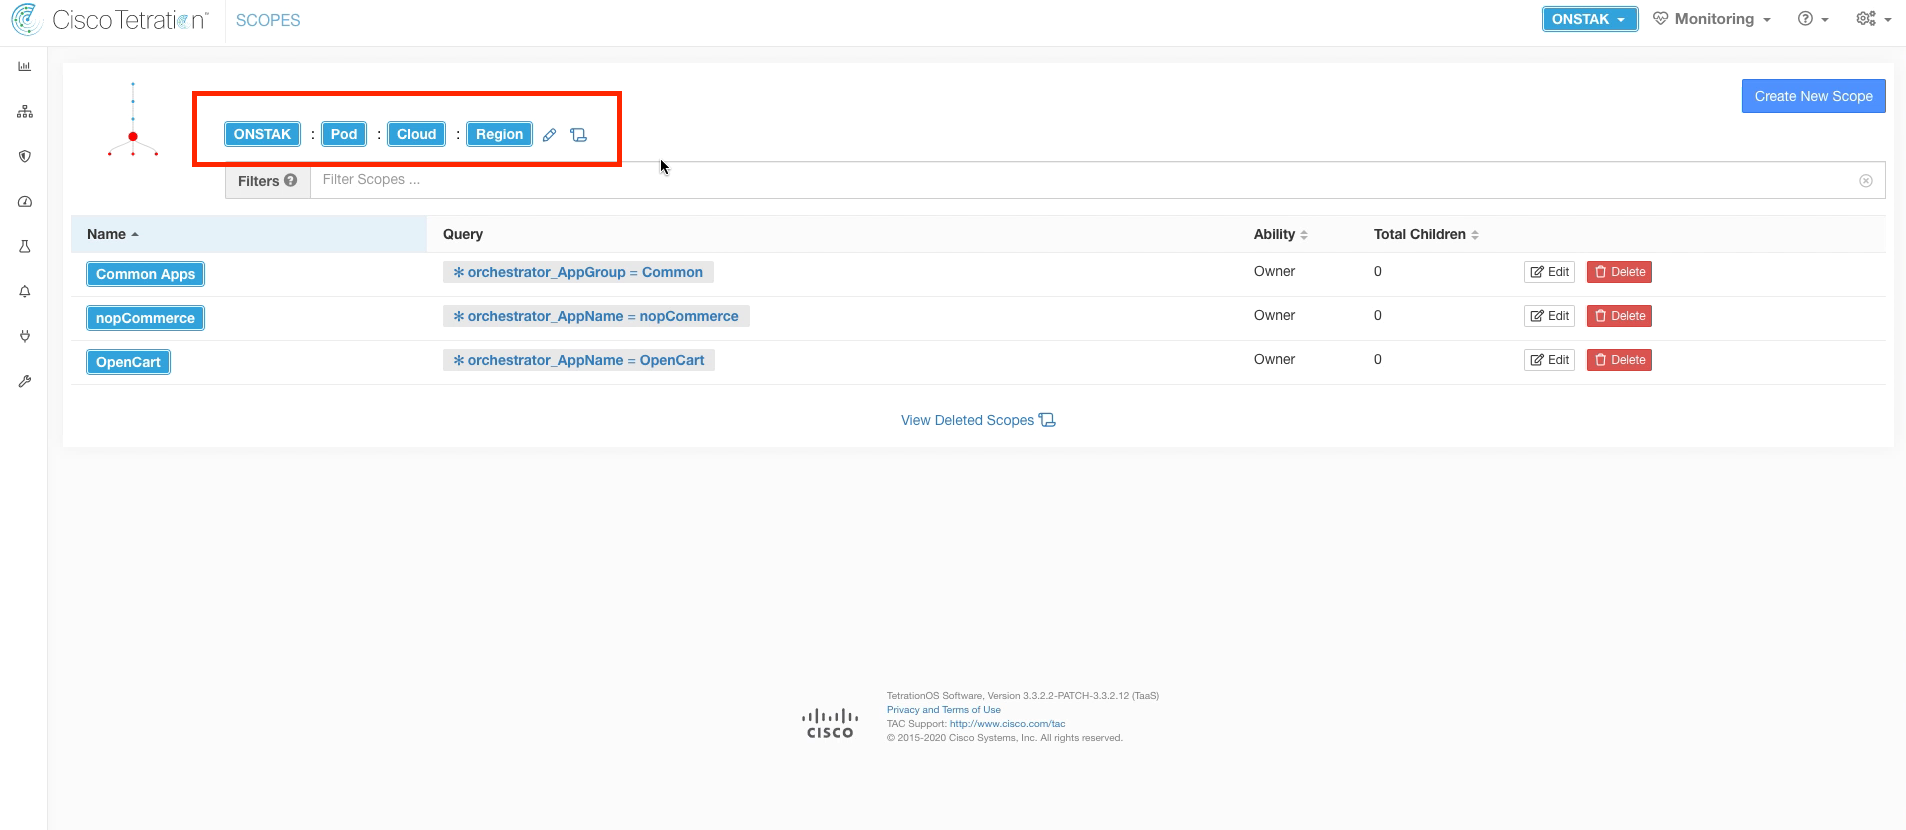 Cisco Tetration™ SCOPES ONSTAK Monitoring
Create New Scope
ONSTAK : Pod : Cloud : Region
Filters Filter Scopes ...
Name Query Ability Total Children
Common Apps * orchestrator_AppGroup = Common Owner 0 Edit Delete
nopCommerce * orchestrator_AppName = nopCommerce Owner 0 Edit Delete
OpenCart * orchestrator_AppName = OpenCart Owner 0 Edit Delete
View Deleted Scopes
CISCO
TetrationOS Software, Version 3.3.2.2-PATCH-3.3.2.12 (TaaS)
Privacy and Terms of Use
TAC Support: http://www.cisco.com/tac
© 2015-2020 Cisco Systems, Inc. All rights reserved.